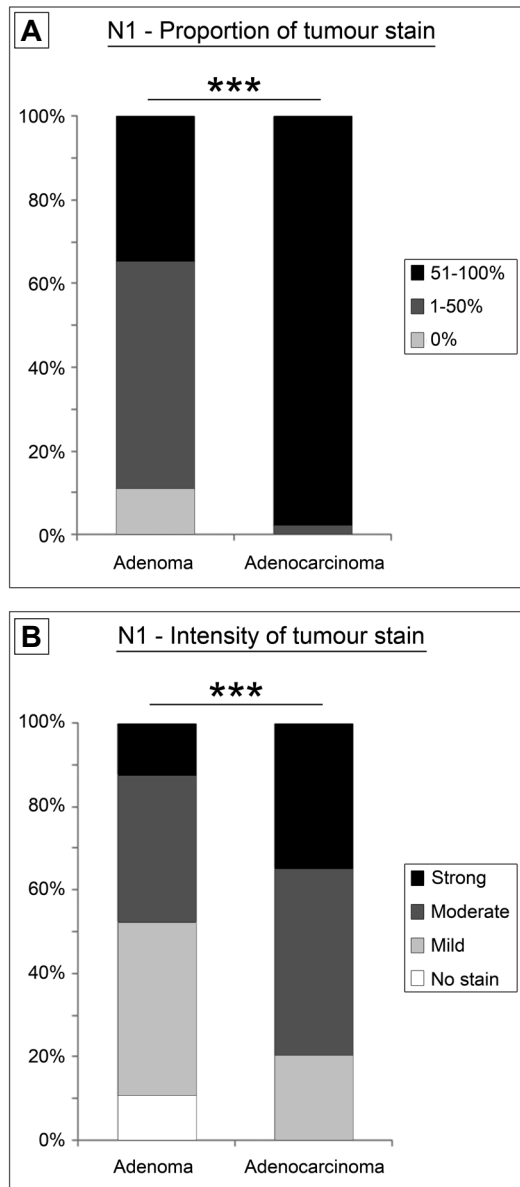 A
N1 - Proportion of tumour stain
***
100%
80%
60%
40%
20%
0%
Adenoma
Adenocarcinoma
51-100%
1-50%
0%
B
N1 - Intensity of tumour stain
***
100%
80%
60%
40%
20%
0%
Adenoma
Adenocarcinoma
Strong
Moderate
Mild
No stain